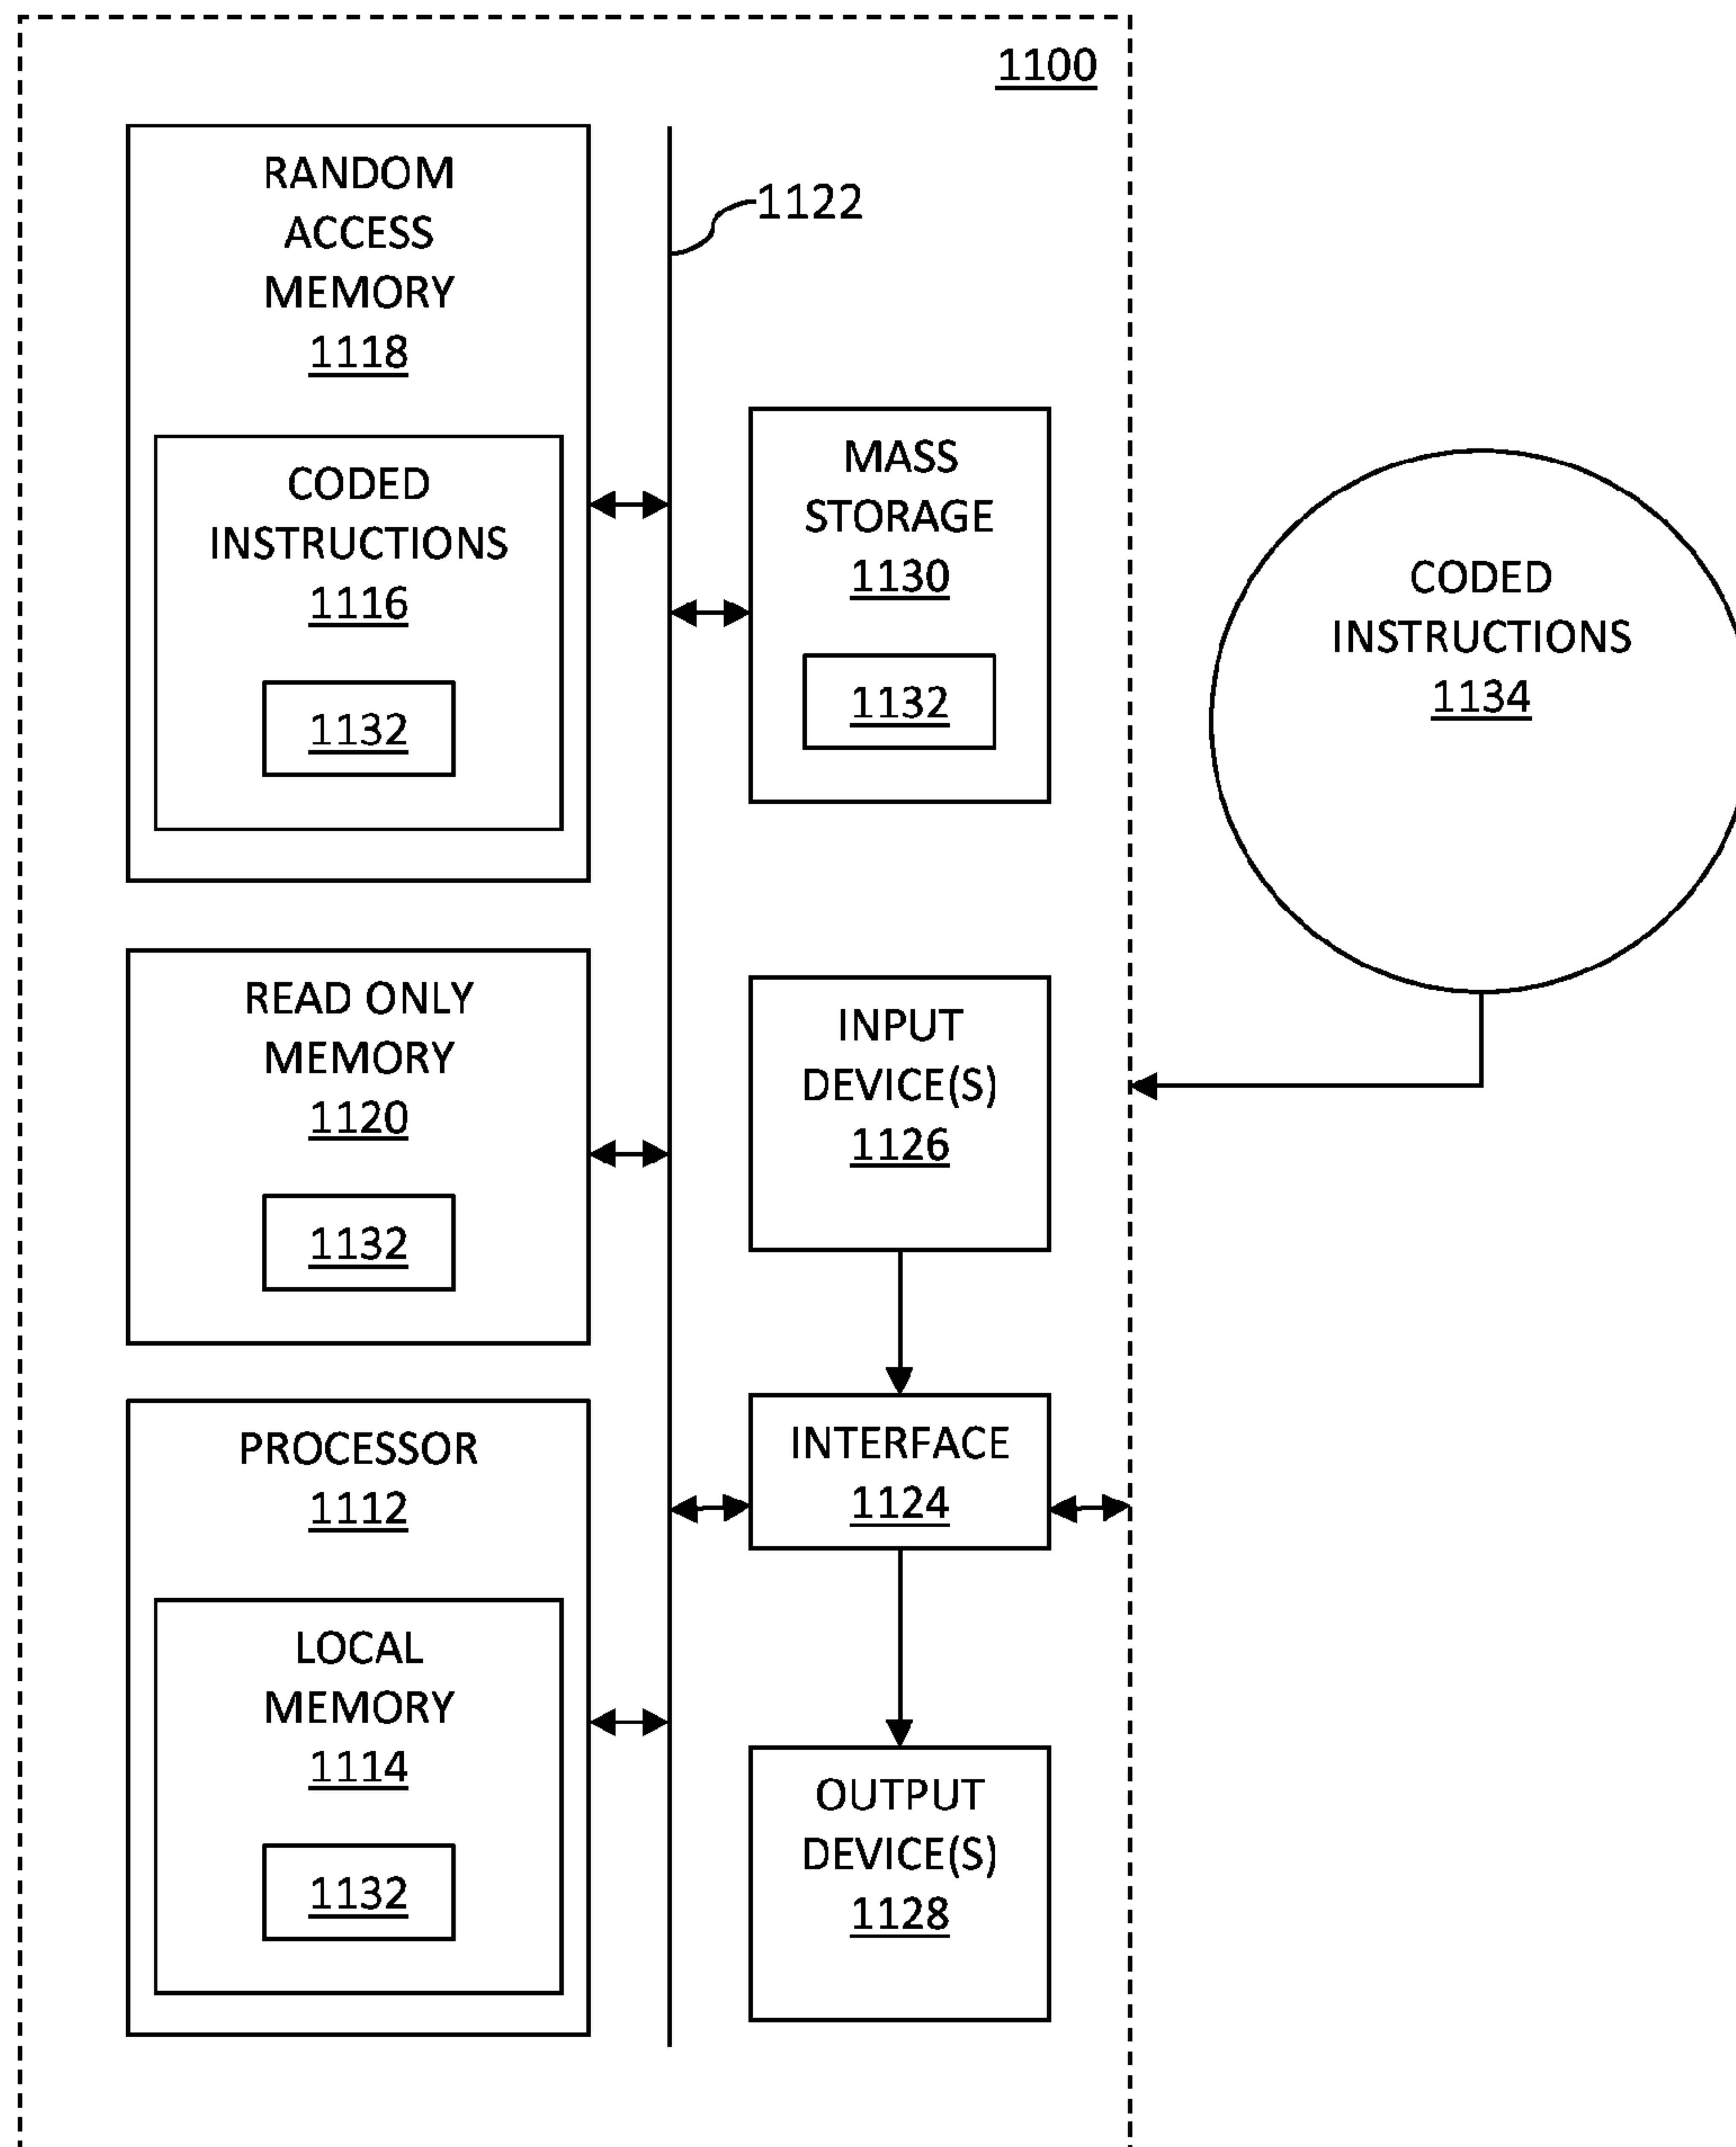 1100
RANDOM
ACCESS
MEMORY
1118
CODED
INSTRUCTIONS
1116
1132
1122
MASS
STORAGE
1130
1132
CODED
INSTRUCTIONS
1134
READ ONLY
MEMORY
1120
1132
INPUT
DEVICE(S)
1126
PROCESSOR
1112
LOCAL
MEMORY
1114
1132
INTERFACE
1124
OUTPUT
DEVICE(S)
1128